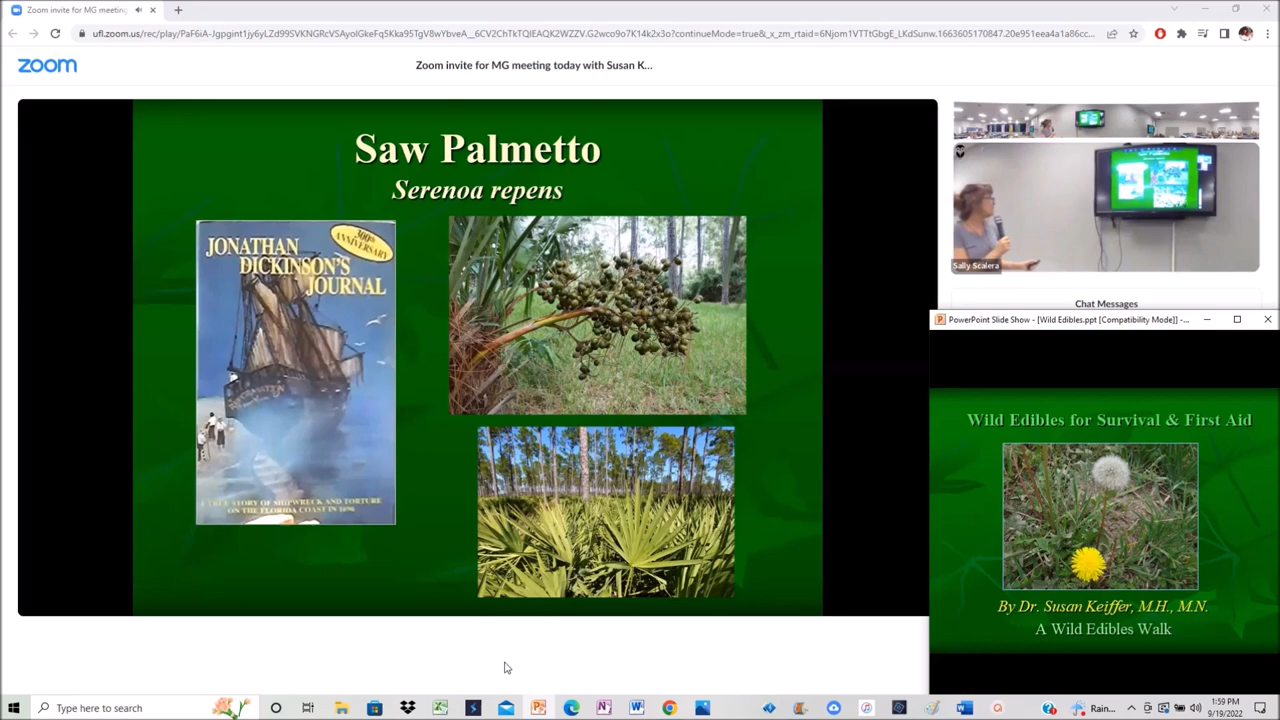 Zoom invite for MG meeting
ufl.zoom.us/rec/play/PaF6iA-Jgpgint1jy6yLZd99SVKNGRcVSAyoIGkeFq5Kka95TgV8wYbveA__6CV2ChTkTQIEAQK2WZZV.G2wco9o7K14k2x3o?continueMode=true&_x_zm_rtaid=6Njom1VTTtGbgE_LKdSunw.1663605170847.20e951eea4a1a86cc...
zoom
Zoom invite for MG meeting today with Susan K...
Saw Palmetto
Serenoa repens
300th
ANNIVERSARY
JONATHAN
DICKINSON'S
JOURNAL
A TRUE STORY OF SHIPWRECK AND TORTURE
ON THE FLORIDA COAST IN 1696
Sally Scalera
Chat Messages
PowerPoint Slide Show - [Wild Edibles.ppt [Compatibility Mode]] -...
Wild Edibles for Survival & First Aid
By Dr. Susan Keiffer, M.H., M.N.
A Wild Edibles Walk
Type here to search
Rain...
1:59 PM
9/19/2022